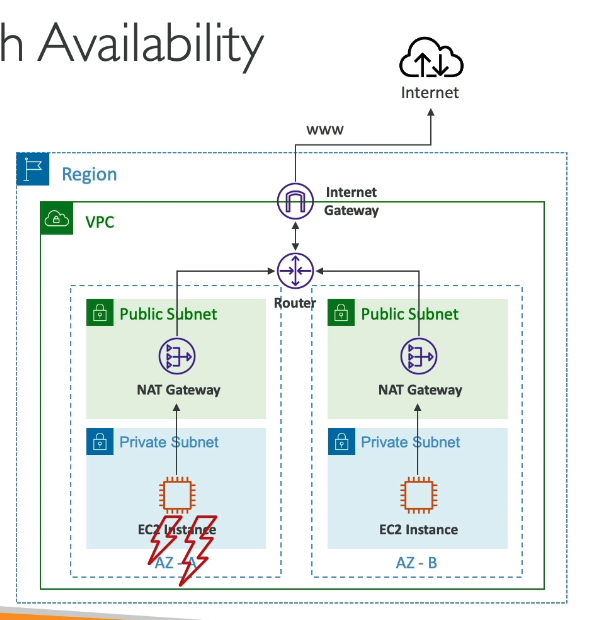 h Availability
Internet
www
Region
Internet
Gateway
VPC
Router
Public Subnet
Public Subnet
NAT Gateway
NAT Gateway
Private Subnet
Private Subnet
EC2 Instance
EC2 Instance
AZ - A
AZ - B